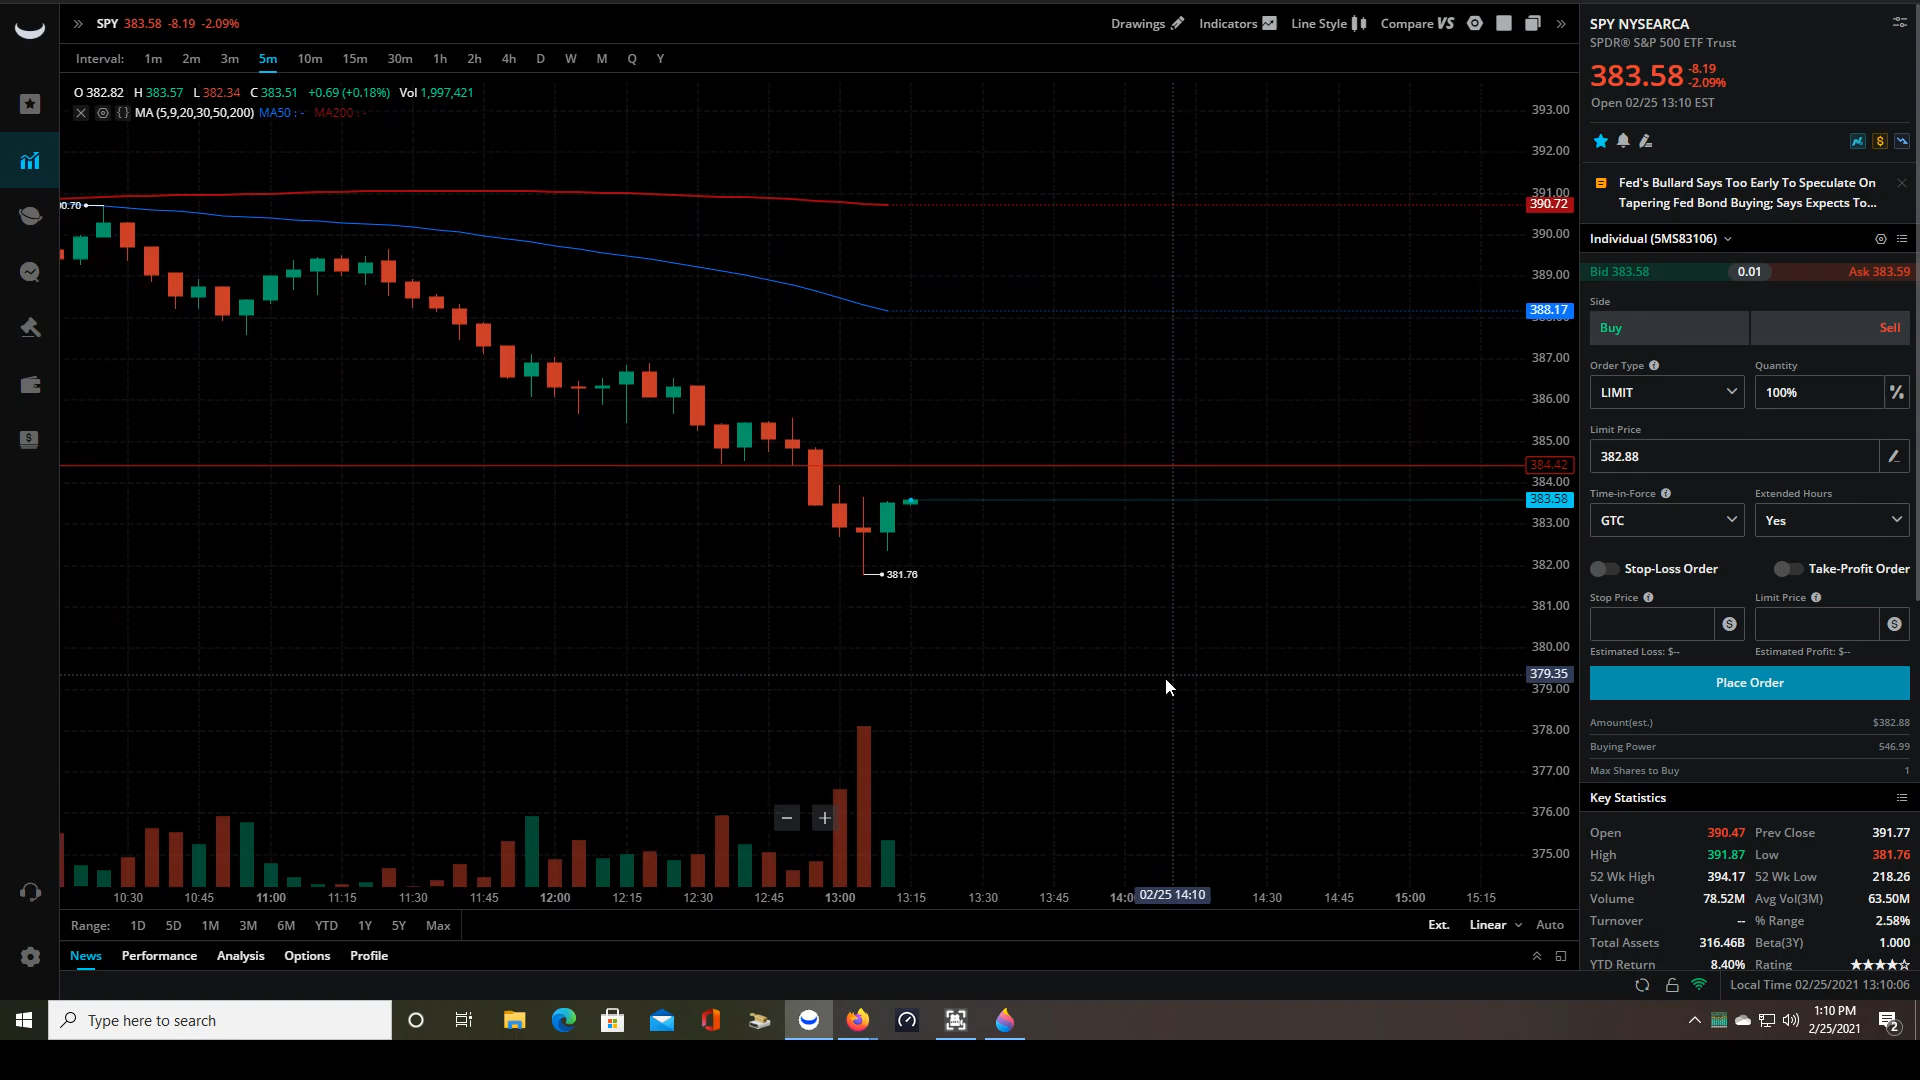 SPY 383.58 -8.19 -2.09%
Drawings Indicators Line Style Compare VS
Interval: 1m 2m 3m 5m 10m 15m 30m 1h 2h 4h D W M Q Y
O 382.82 H 383.57 L 382.34 C 383.51 +0.69 (+0.18%) Vol 1,997,421
MA (5,9,20,30,50,200) MA50 : - MA200 : -
393.00
392.00
391.00
390.72
390.00
389.00
388.17
387.00
386.00
385.00
384.42
384.00
383.58
383.00
382.00
381.00
380.00
379.35
379.00
378.00
377.00
376.00
375.00
0.70
381.76
10:30 10:45 11:00 11:15 11:30 11:45 12:00 12:15 12:30 12:45 13:00 13:15 13:30 13:45 14:0 02/25 14:10 14:30 14:45 15:00 15:15
Range: 1D 5D 1M 3M 6M YTD 1Y 5Y Max
Ext. Linear Auto
News Performance Analysis Options Profile
SPY NYSEARCA
SPDR® S&P 500 ETF Trust
383.58 -8.19
-2.09%
Open 02/25 13:10 EST
Fed's Bullard Says Too Early To Speculate On
Tapering Fed Bond Buying; Says Expects To...
Individual (5MS83106)
Bid 383.58 0.01 Ask 383.59
Side
Buy Sell
Order Type Quantity
LIMIT 100% %
Limit Price
382.88
Time-in-Force Extended Hours
GTC Yes
Stop-Loss Order Take-Profit Order
Stop Price Limit Price
Estimated Loss: $-- Estimated Profit: $--
Place Order
Amount(est.) $382.88
Buying Power 546.99
Max Shares to Buy 1
Key Statistics
Open 390.47 Prev Close 391.77
High 391.87 Low 381.76
52 Wk High 394.17 52 Wk Low 218.26
Volume 78.52M Avg Vol(3M) 63.50M
Turnover -- % Range 2.58%
Total Assets 316.46B Beta(3Y) 1.000
YTD Return 8.40% Rating
Local Time 02/25/2021 13:10:06
Type here to search
1:10 PM
2/25/2021
2